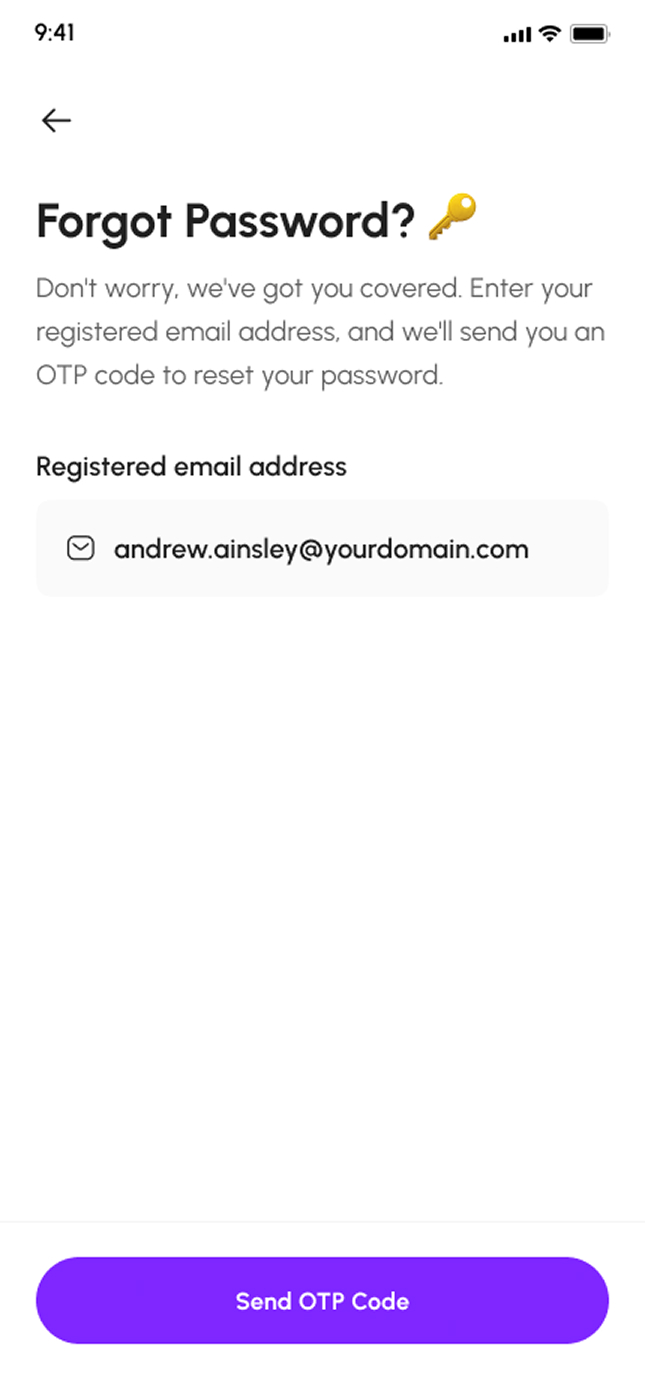 9:41
Forgot Password? 🔑
Don't worry, we've got you covered. Enter your
registered email address, and we'll send you an
OTP code to reset your password.
Registered email address
andrew.ainsley@yourdomain.com
Send OTP Code